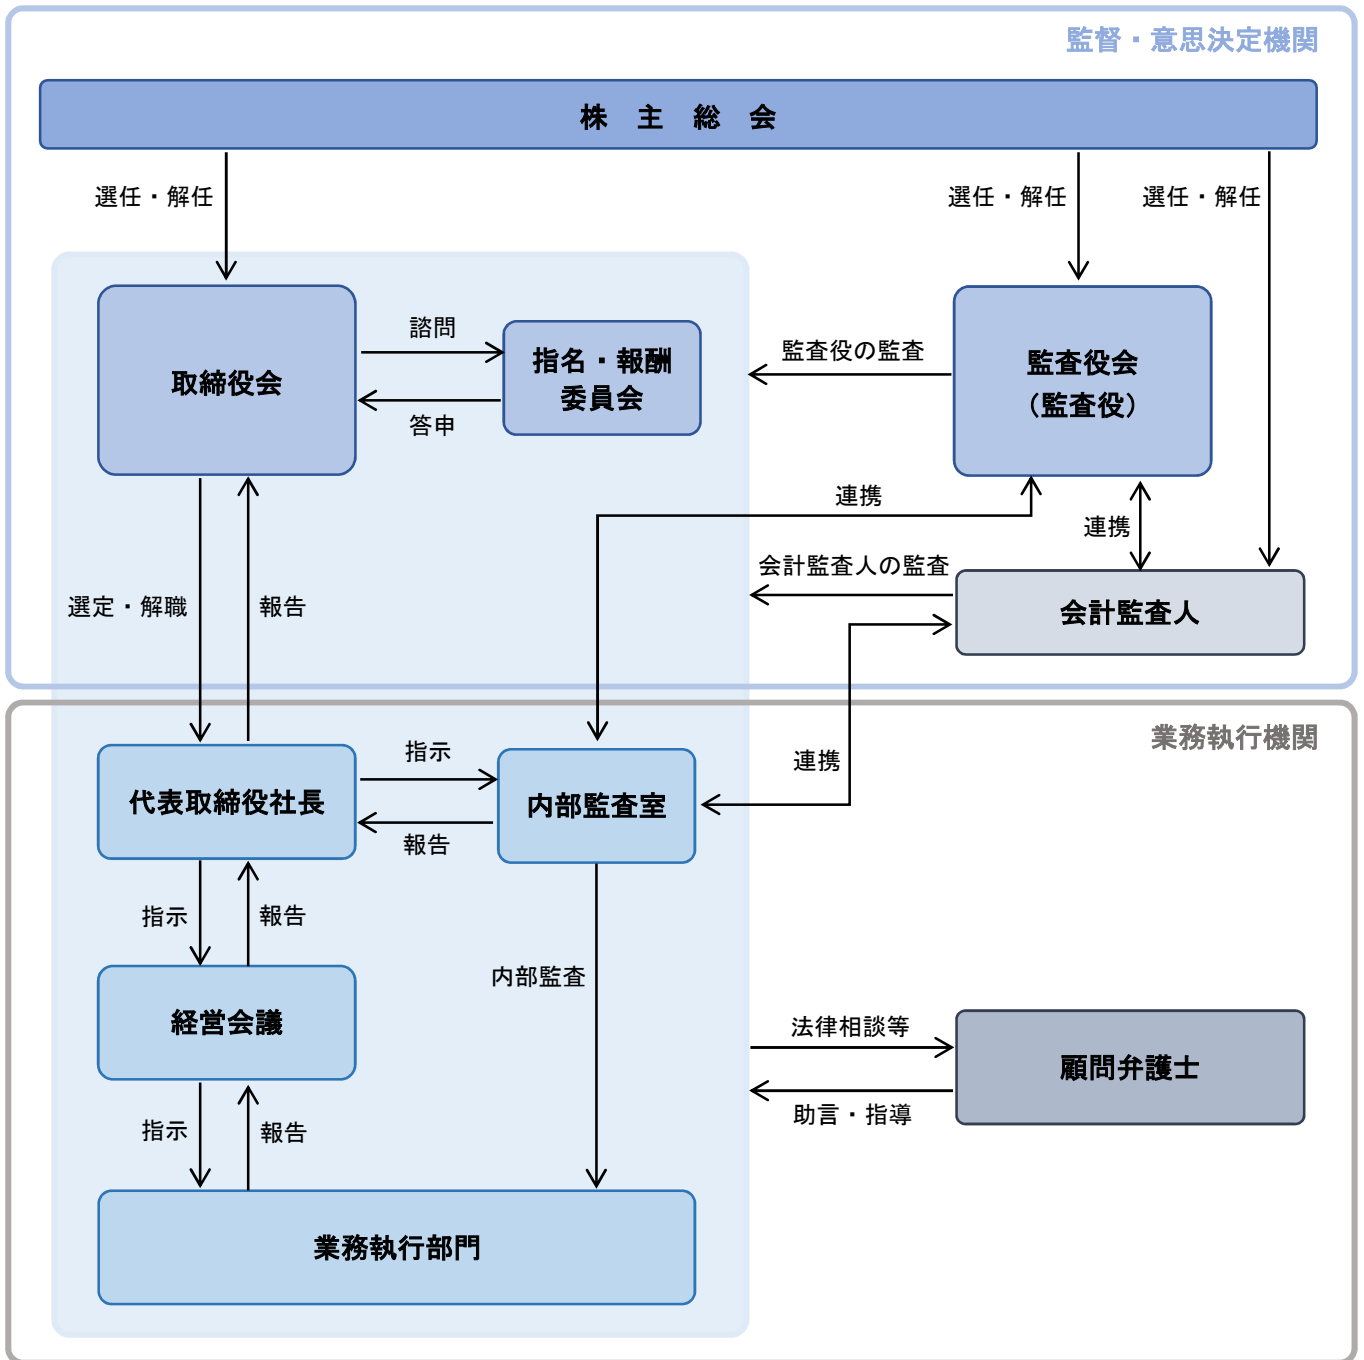 監督・意思決定機関
株　主　総　会
選任・解任
選任・解任
選任・解任
取締役会
諮問
答申
指名・報酬
委員会
監査役の監査
監査役会
（監査役）
連携
連携
会計監査人の監査
会計監査人
選定・解職
報告
業務執行機関
代表取締役社長
指示
報告
内部監査室
連携
指示
報告
内部監査
経営会議
法律相談等
助言・指導
顧問弁護士
指示
報告
業務執行部門